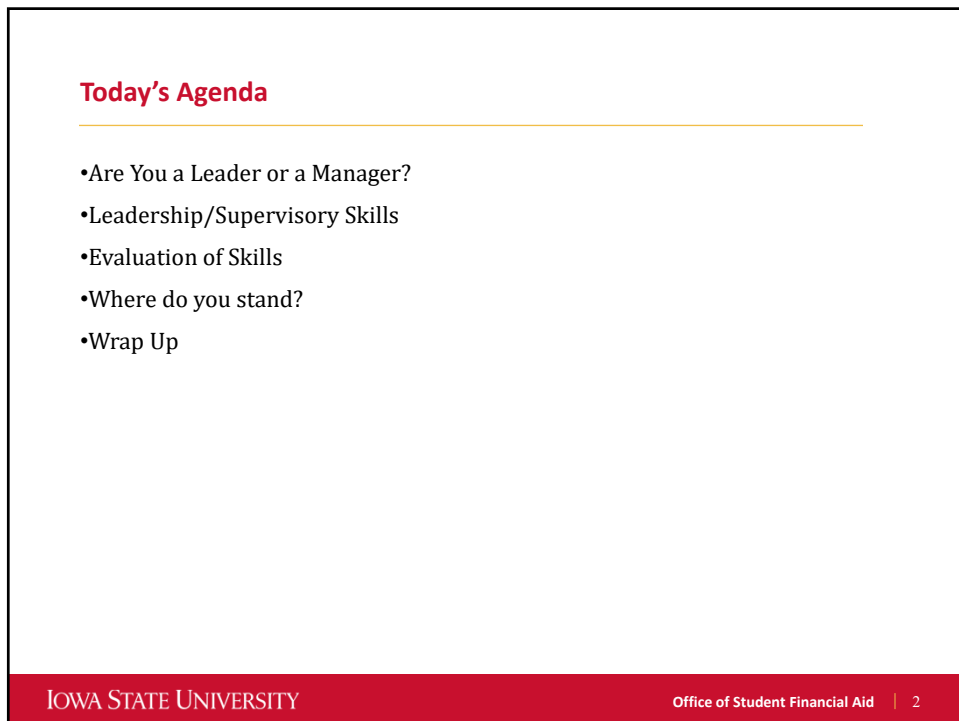 Today’s Agenda
•Are You a Leader or a Manager?
•Leadership/Supervisory Skills
•Evaluation of Skills
•Where do you stand?
•Wrap Up
IOWA STATE UNIVERSITY
Office of Student Financial Aid | 2